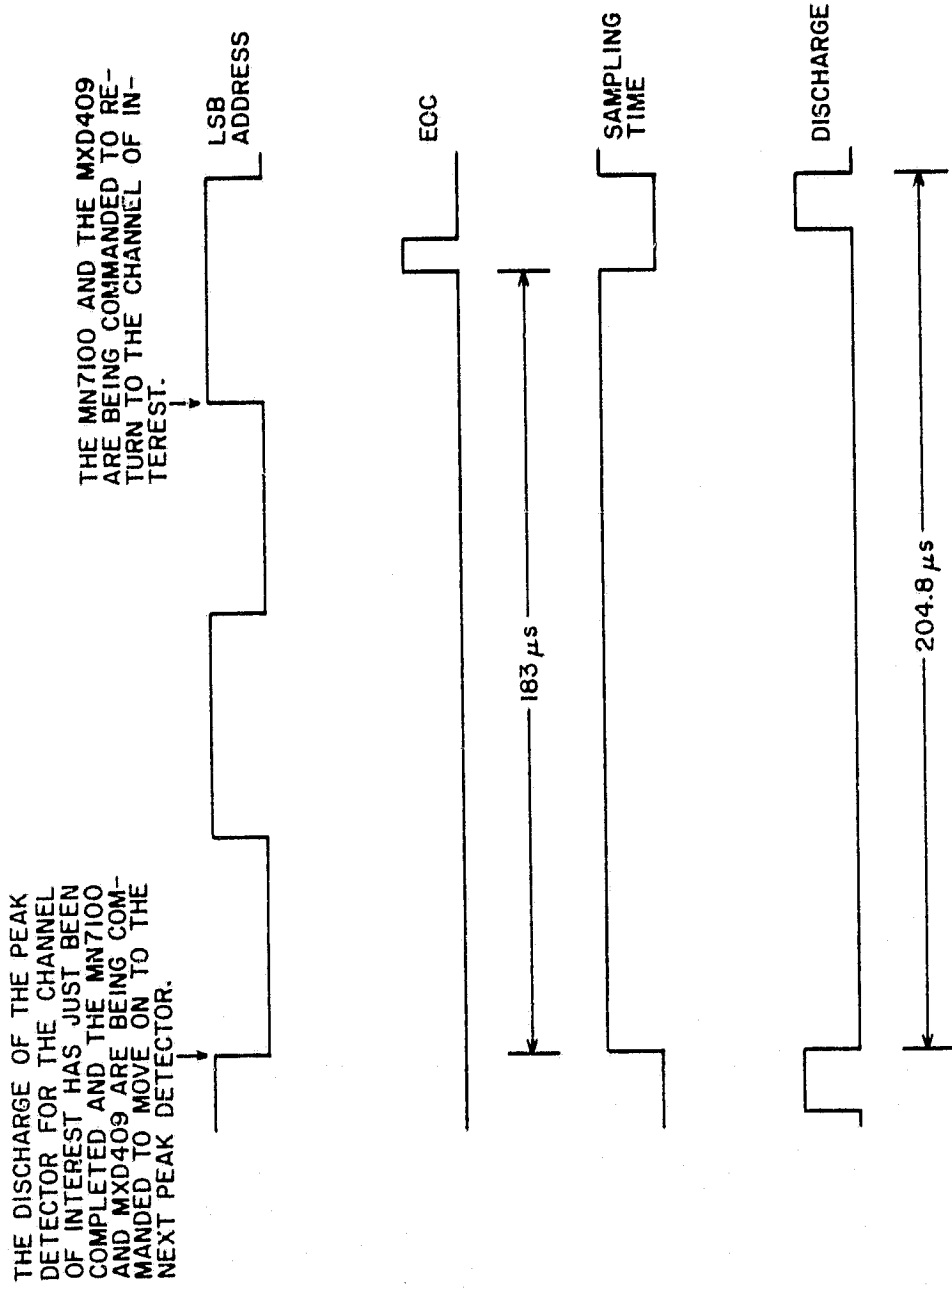 THE DISCHARGE OF THE PEAK
DETECTOR FOR THE CHANNEL
OF INTEREST HAS JUST BEEN
COMPLETED AND THE MN7100
AND MXD409 ARE BEING COM-
MANDED TO MOVE ON TO THE
NEXT PEAK DETECTOR.
THE MN7100 AND THE MXD409
ARE BEING COMMANDED TO RE-
TURN TO THE CHANNEL OF IN-
TEREST.
LSB
ADDRESS
EOC
183 μs
SAMPLING
TIME
DISCHARGE
204.8 μs